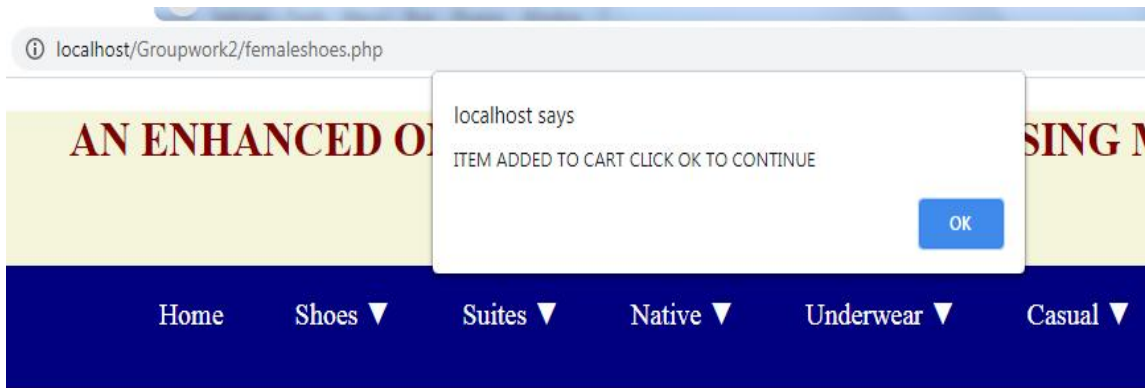 localhost/Groupwork2/femaleshoes.php
localhost says
ITEM ADDED TO CART CLICK OK TO CONTINUE
OK
AN ENHANCED
Home Shoes ▼ Suites ▼ Native ▼ Underwear ▼ Casual ▼